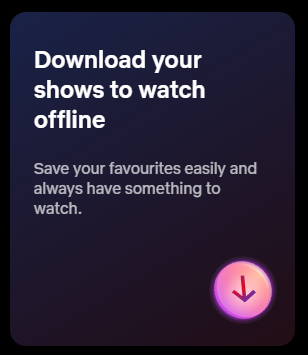 Download your
shows to watch
offline
Save your favourites easily and
always have something to
watch.